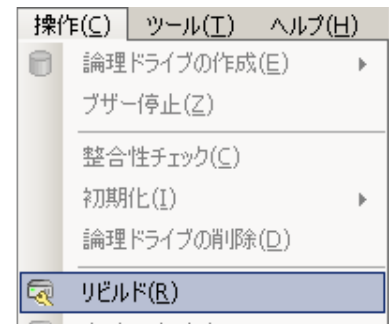 操作(C) ツール(T) ヘルプ(H)
論理ドライブの作成(E)
ブザー停止(Z)
整合性チェック(C)
初期化(I)
論理ドライブの削除(D)
リビルド(R)